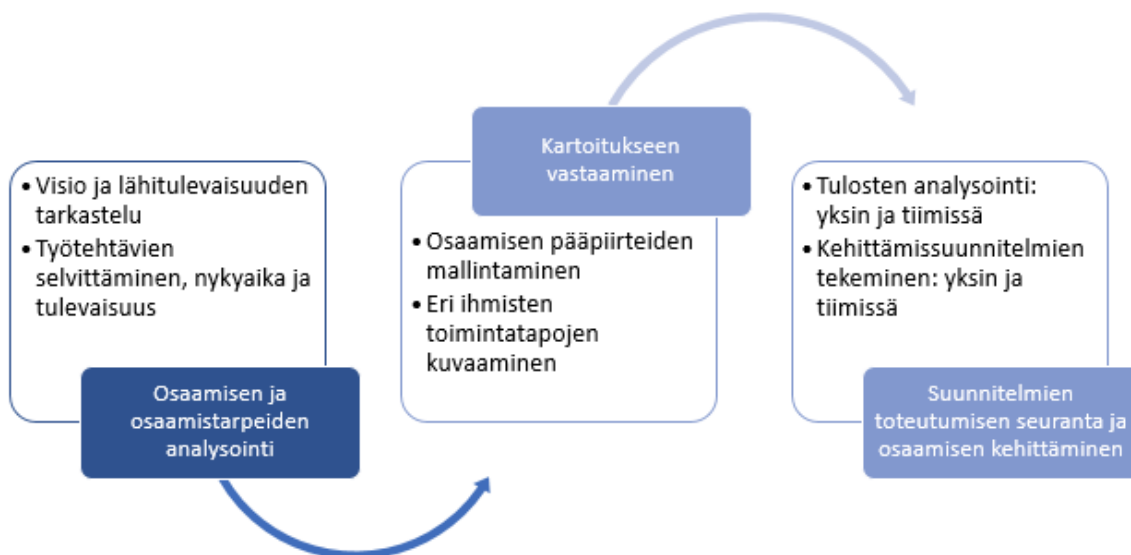 • Visio ja lähitulevaisuuden
tarkastelu
• Työtehtävien
selvittäminen, nykyaika ja
tulevaisuus
Osaamisen ja
osaamistarpeiden
analysointi
Kartoitukseen
vastaaminen
• Osaamisen pääpiirteiden
mallintaminen
• Eri ihmisten
toimintatapojen
kuvaaminen
• Tulosten analysointi:
yksin ja tiimissä
• Kehittämissuunnitelmien
tekeminen: yksin ja
tiimissä
Suunnitelmien
toteutumisen seuranta ja
osaamisen kehittäminen